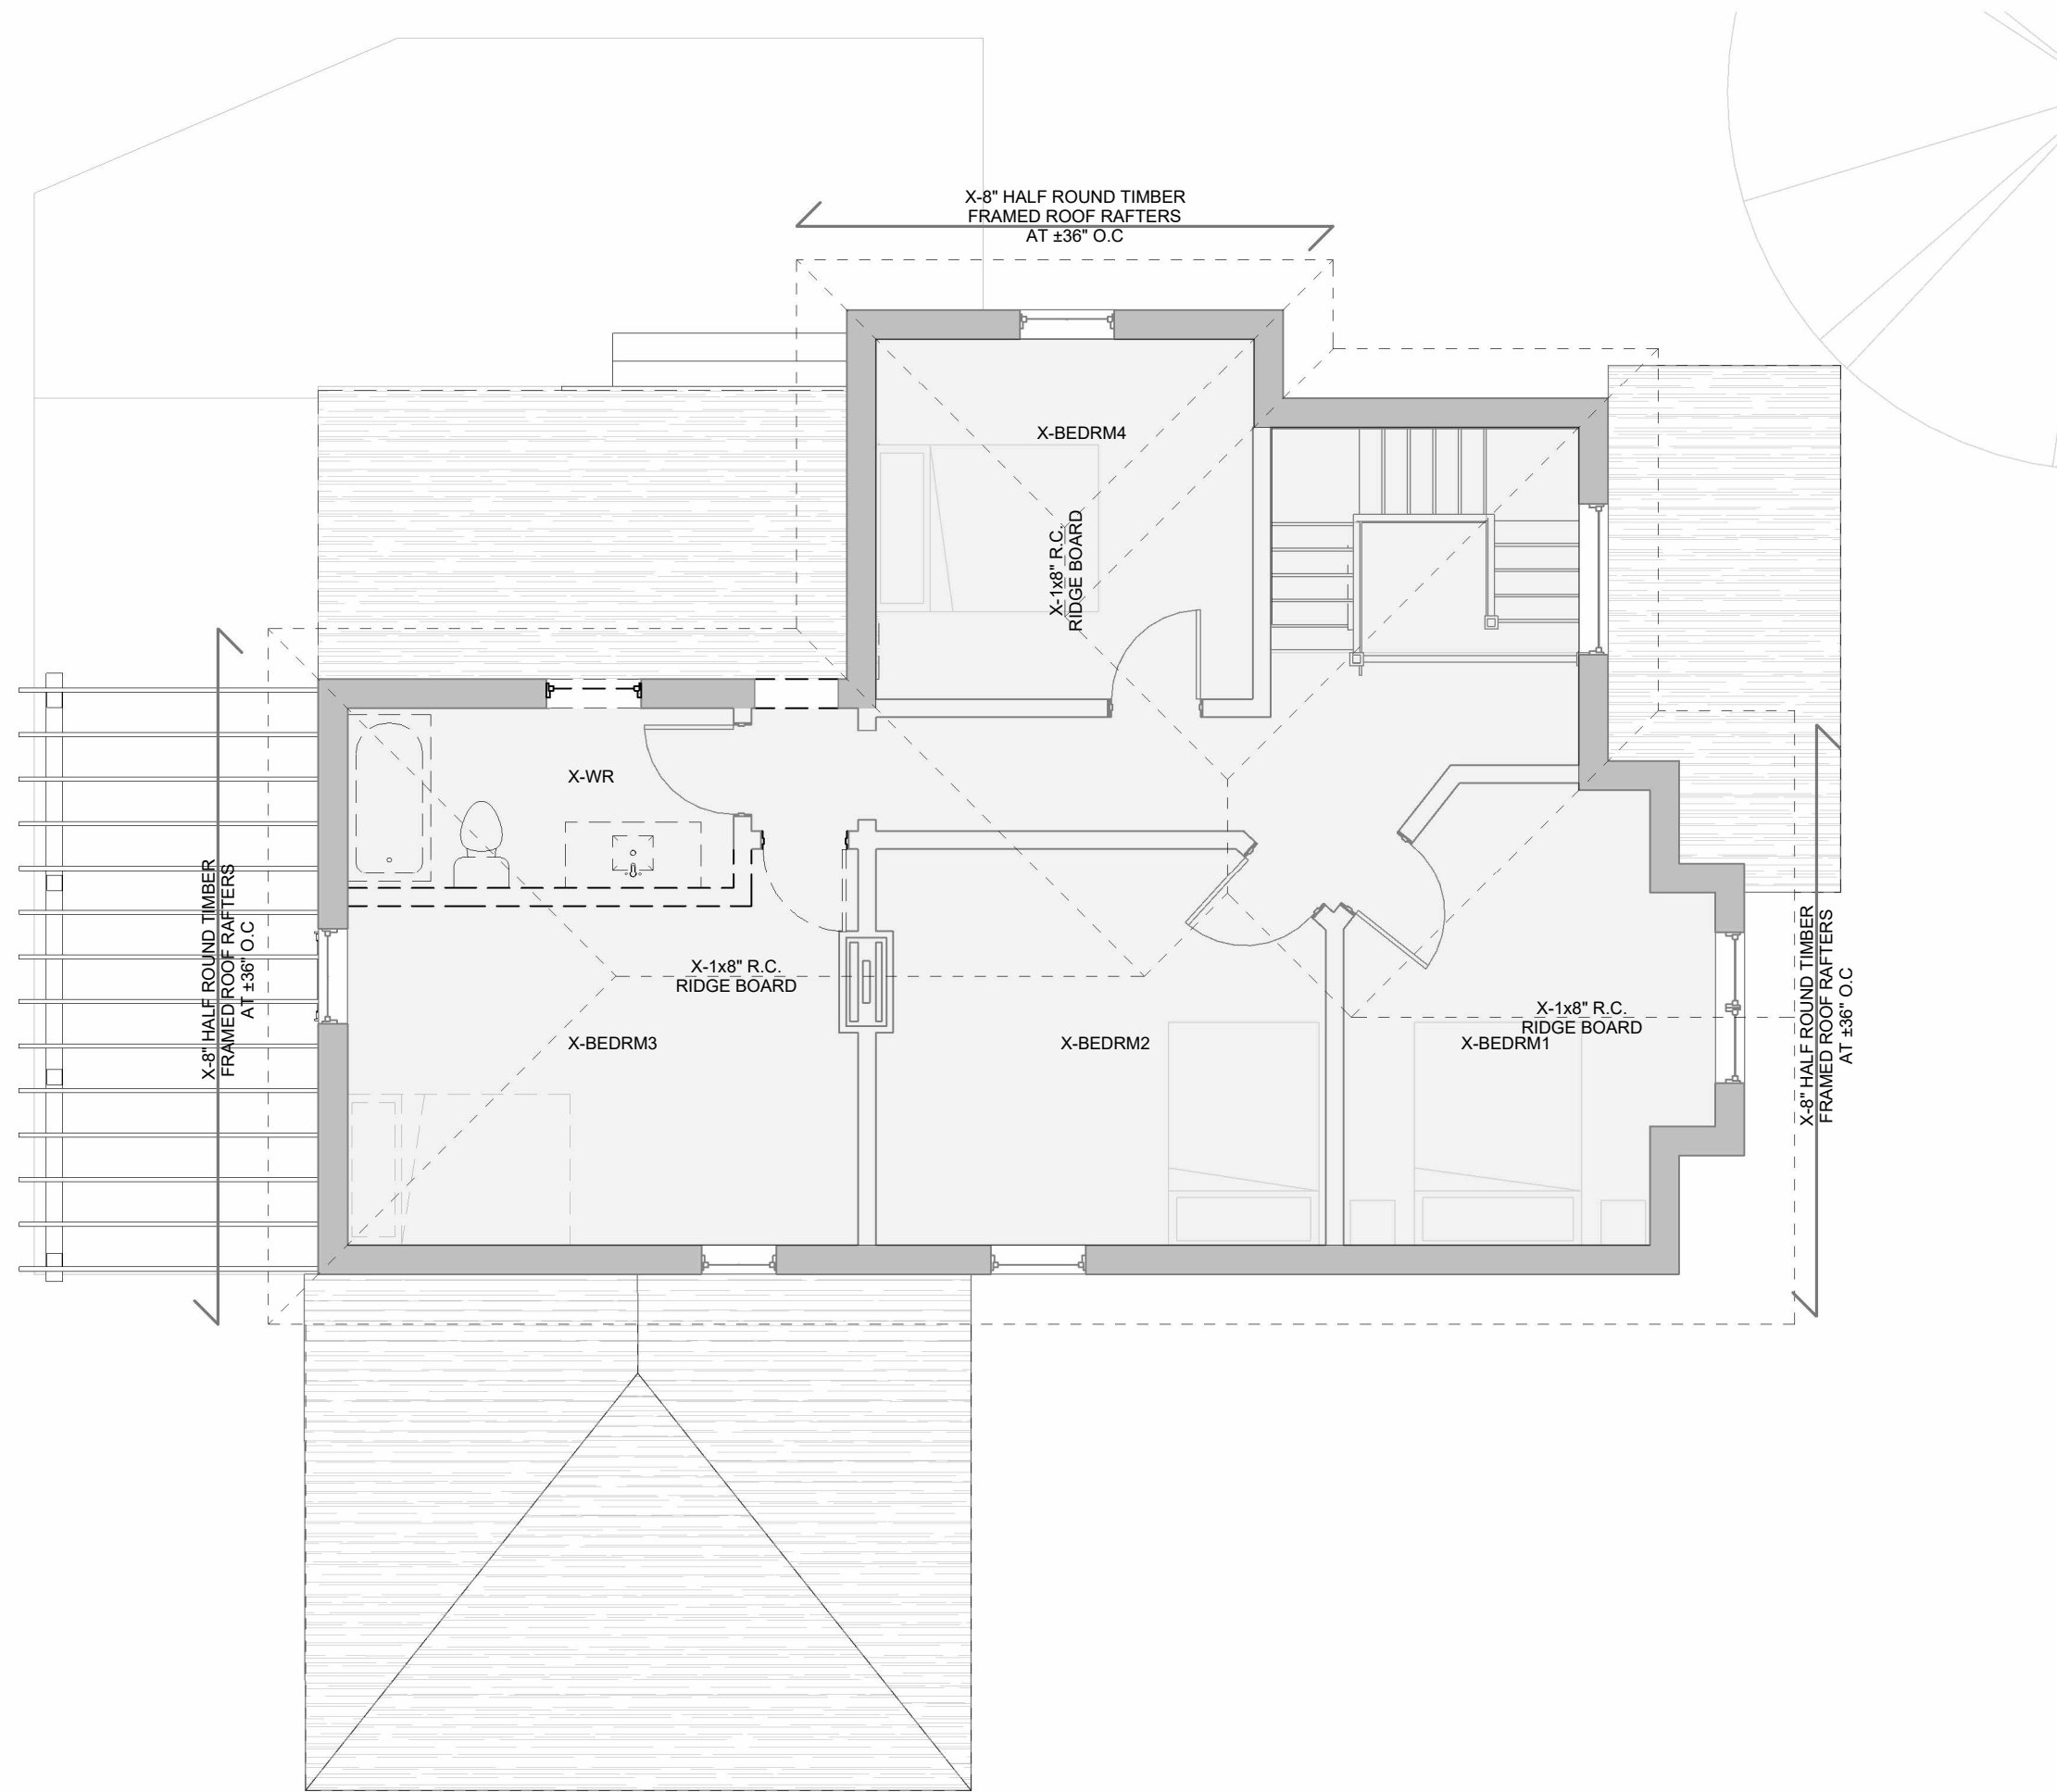 X-8" HALF ROUND TIMBER
FRAMED ROOF RAFTERS
AT ±36" O.C
X-BEDRM4
X-1x8" R.C.
RIDGE BOARD
X-WR
X-8" HALF ROUND TIMBER
FRAMED ROOF RAFTERS
AT ±36" O.C
X-1x8" R.C.
RIDGE BOARD
X-BEDRM3
X-BEDRM2
X-1x8" R.C.
RIDGE BOARD
X-BEDRM1
X-8" HALF ROUND TIMBER
FRAMED ROOF RAFTERS
AT ±36" O.C